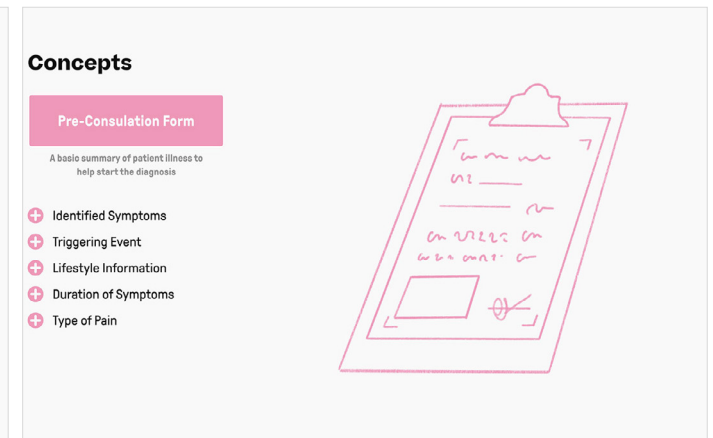 Concepts
Pre-Consulation Form
A basic summary of patient illness to
help start the diagnosis
Identified Symptoms
Triggering Event
Lifestyle Information
Duration of Symptoms
Type of Pain